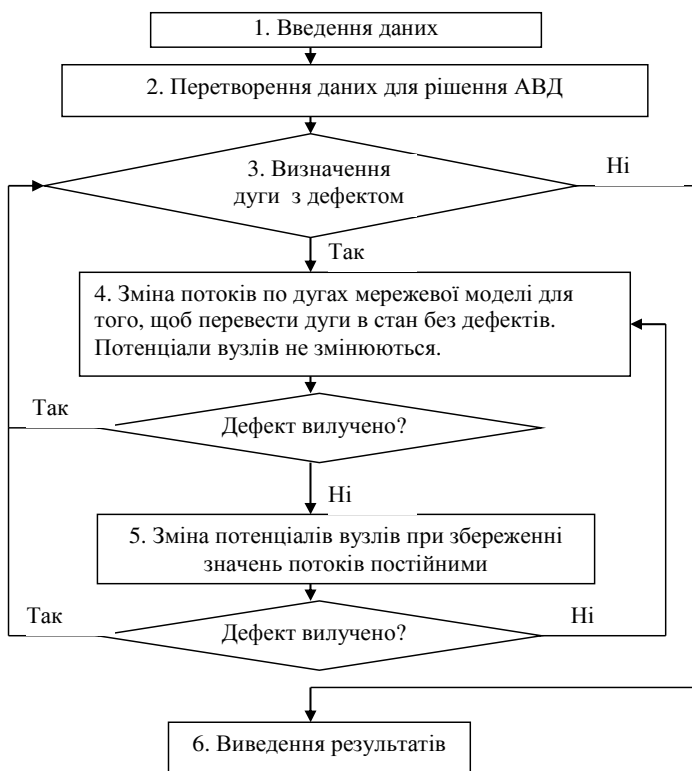 1. Введення даних
2. Перетворення даних для рішення АВД
3. Визначення
дуги з дефектом
Ні
Так
4. Зміна потоків по дугах мережевої моделі для
того, щоб перевести дуги в стан без дефектів.
Потенціали вузлів не змінюються.
Так
Дефект вилучено?
Ні
5. Зміна потенціалів вузлів при збереженні
значень потоків постійними
Так
Дефект вилучено?
Ні
6. Виведення результатів